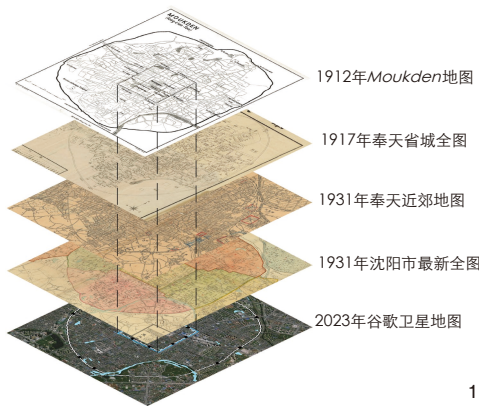 MOUKDEN
1912年Moukden地图
1917年奉天省城全图
1931年奉天近郊地图
1931年沈阳市最新全图
2023年谷歌卫星地图
1